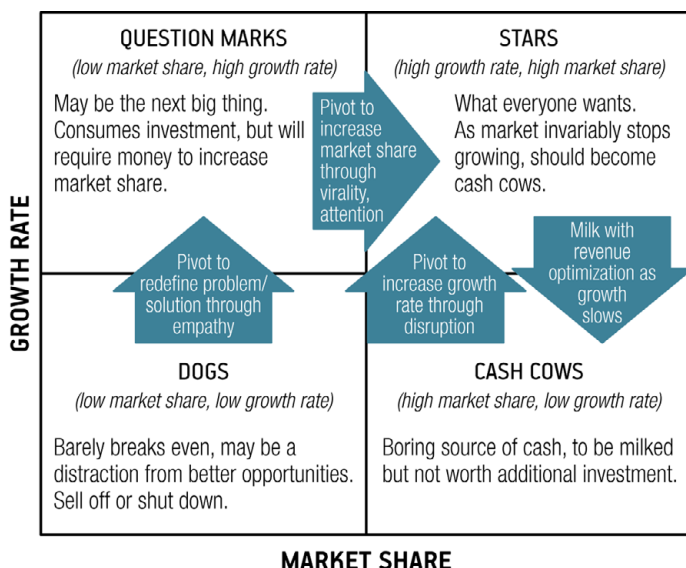 QUESTION MARKS
(low market share, high growth rate)
May be the next big thing.
Consumes investment, but will
require money to increase
market share.
Pivot to
increase
market share
through
virality,
attention
STARS
(high growth rate, high market share)
What everyone wants.
As market invariably stops
growing, should become
cash cows.
GROWTH RATE
Pivot to
redefine problem/
solution through
empathy
Pivot to
increase growth
rate through
disruption
Milk with
revenue
optimization as
growth
slows
DOGS
(low market share, low growth rate)
Barely breaks even, may be a
distraction from better opportunities.
Sell off or shut down.
CASH COWS
(high market share, low growth rate)
Boring source of cash, to be milked
but not worth additional investment.
MARKET SHARE